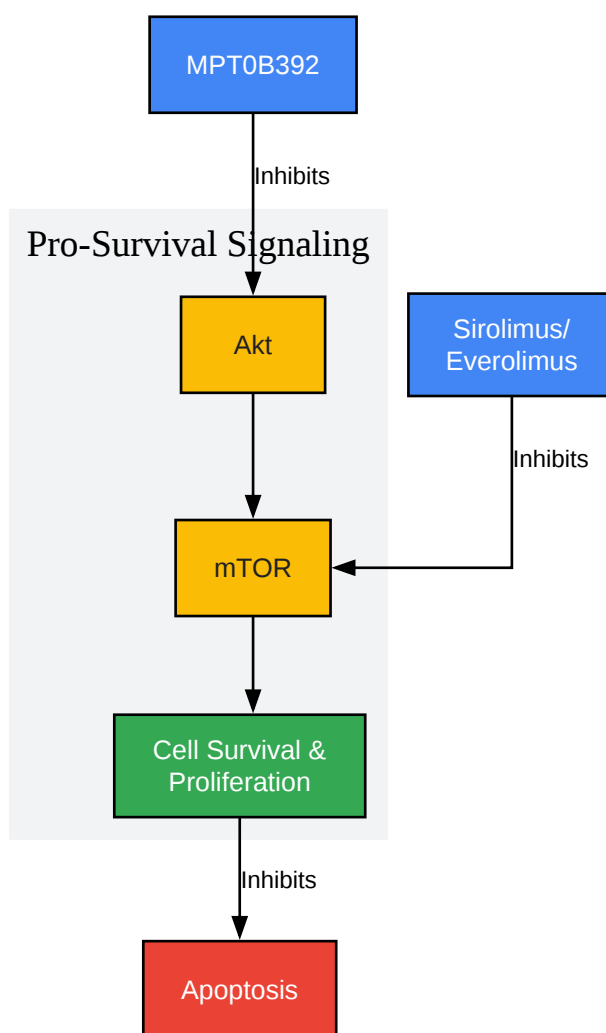 MPT0B392
Inhibits
Pro-Survival Signaling
Akt
Sirolimus/
Everolimus
Inhibits
mTOR
Cell Survival &
Proliferation
Inhibits
Apoptosis